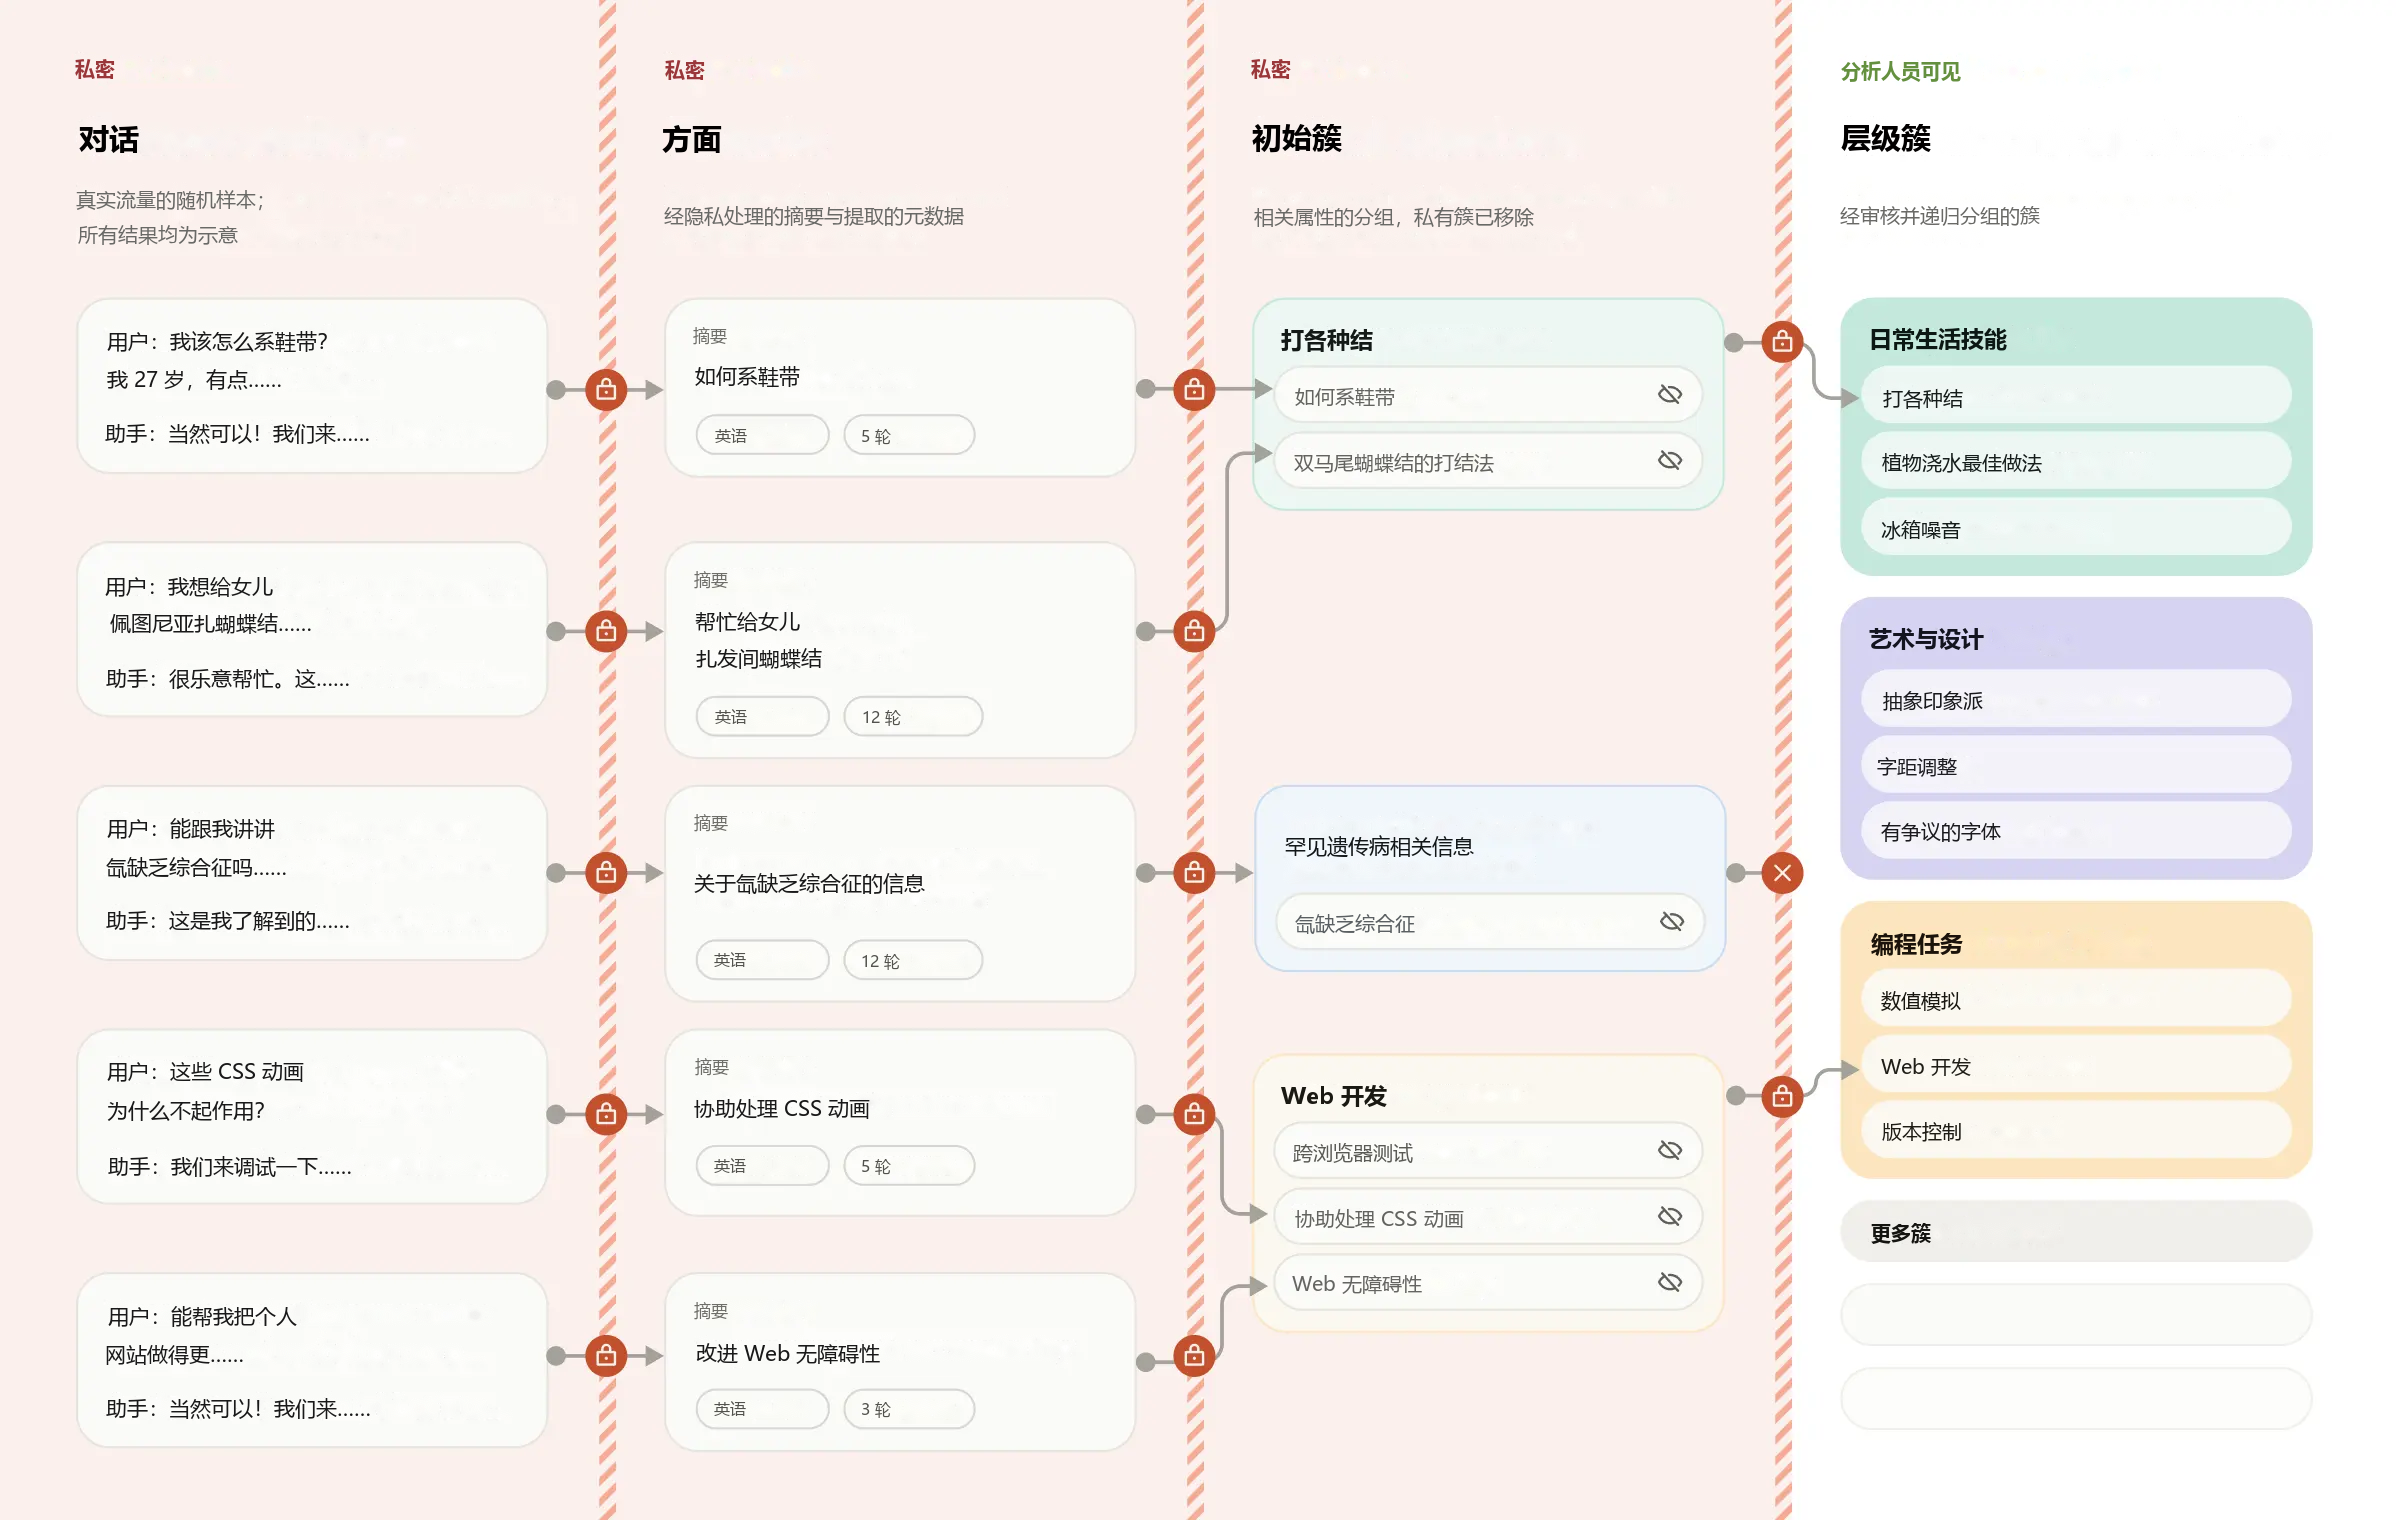 私密
对话
真实流量的随机样本；
所有结果均为示意
用户：我该怎么系鞋带？
我 27 岁，有点……
助手：当然可以！我们来……
用户：我想给女儿
佩图尼亚扎蝴蝶结……
助手：很乐意帮忙。这……
用户：能跟我讲讲
氙缺乏综合征吗……
助手：这是我了解到的……
用户：这些 CSS 动画
为什么不起作用？
助手：我们来调试一下……
用户：能帮我把个人
网站做得更……
助手：当然可以！我们来……
私密
方面
经隐私处理的摘要与提取的元数据
摘要
如何系鞋带
英语
5 轮
摘要
帮忙给女儿
扎发间蝴蝶结
英语
12 轮
摘要
关于氙缺乏综合征的信息
英语
12 轮
摘要
协助处理 CSS 动画
英语
5 轮
摘要
改进 Web 无障碍性
英语
3 轮
私密
初始簇
相关属性的分组，私有簇已移除
打各种结
如何系鞋带
双马尾蝴蝶结的打结法
罕见遗传病相关信息
氙缺乏综合征
Web 开发
跨浏览器测试
协助处理 CSS 动画
Web 无障碍性
分析人员可见
层级簇
经审核并递归分组的簇
日常生活技能
打各种结
植物浇水最佳做法
冰箱噪音
艺术与设计
抽象印象派
字距调整
有争议的字体
编程任务
数值模拟
Web 开发
版本控制
更多簇